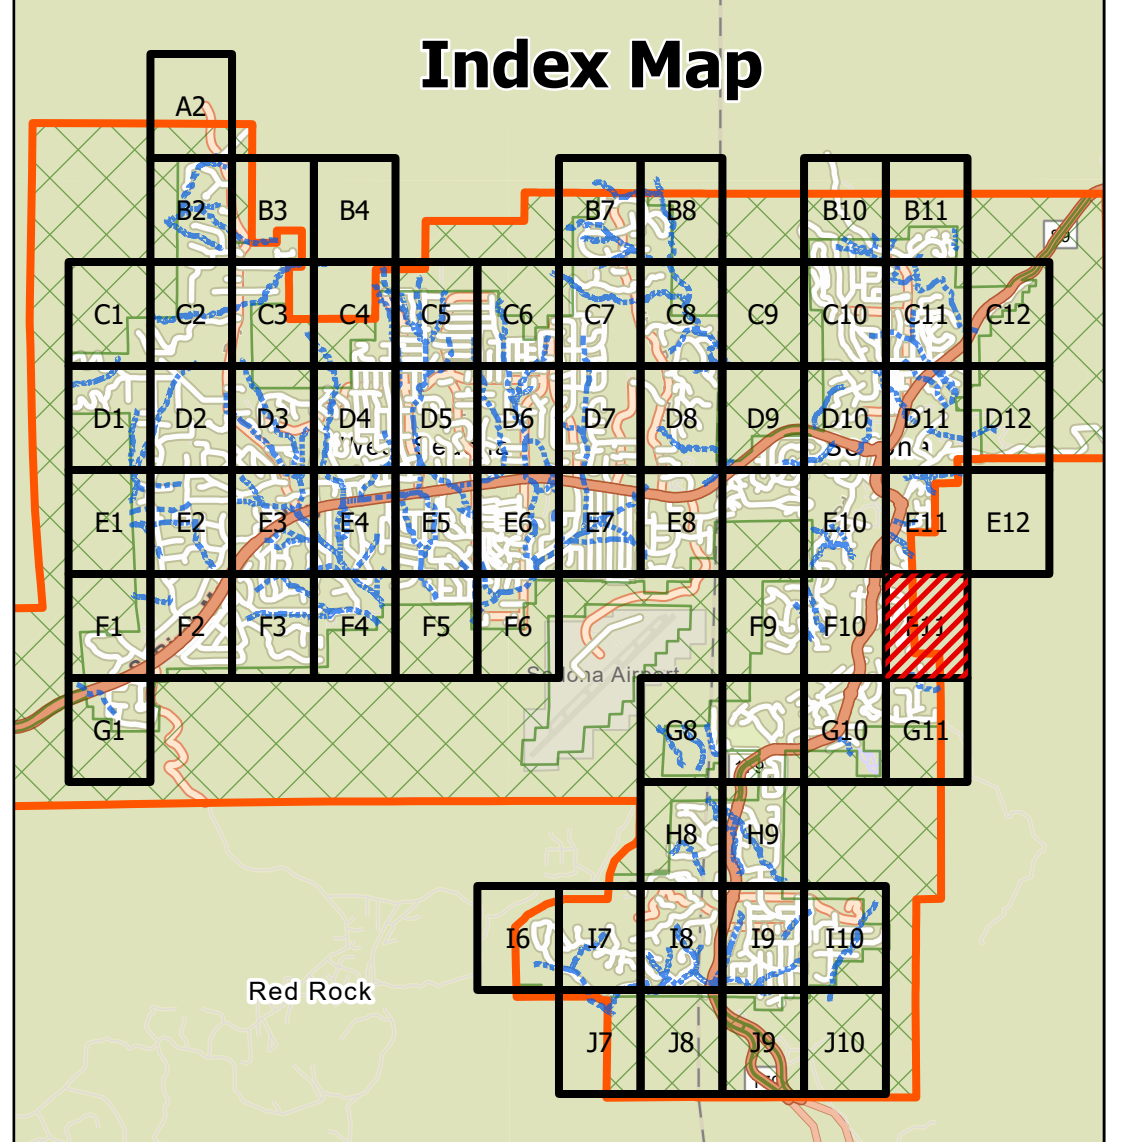 Index Map
A2
B2 B3 B4 B7 B8 B10 B11
C1 C2 C3 C4 C5 C6 C7 C8 C9 C10 C11 C12
D1 D2 D3 D4 D5 D6 D7 D8 D9 D10 D11 D12
E1 E2 E3 E4 E5 E6 E7 E8 E10 E11 E12
F1 F2 F3 F4 F5 F6 F9 F10 F11
Sedona Airport
G1 G8 G10 G11
H8 H9
I6 I7 I8 I9 I10
Red Rock
J7 J8 J9 J10